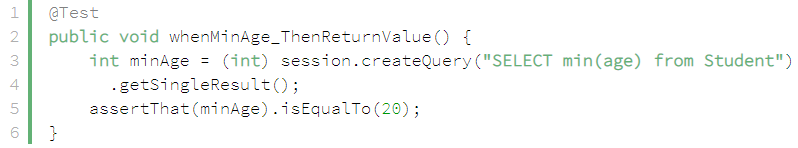 1 @Test
2 public void whenMinAge_ThenReturnValue() {
3     int minAge = (int) session.createQuery("SELECT min(age) from Student")
4       .getSingleResult();
5     assertThat(minAge).isEqualTo(20);
6 }